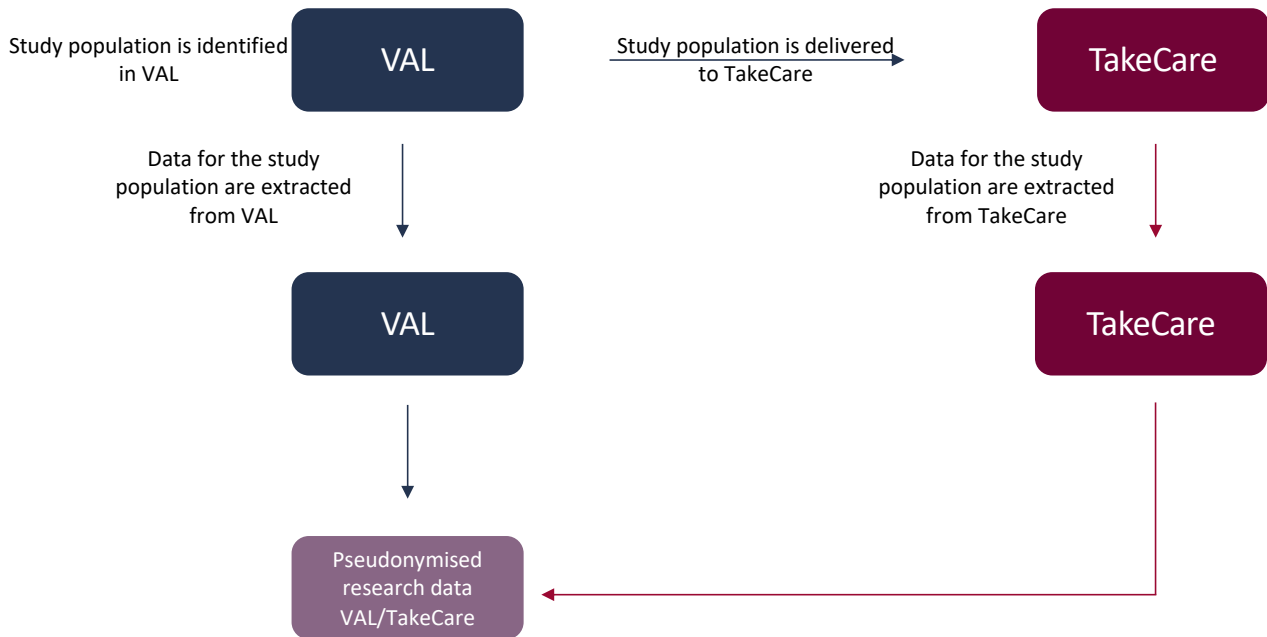 Study population is identified
in VAL
VAL
Study population is delivered
to TakeCare
TakeCare
Data for the study
population are extracted
from VAL
Data for the study
population are extracted
from TakeCare
VAL
TakeCare
Pseudonymised
research data
VAL/TakeCare